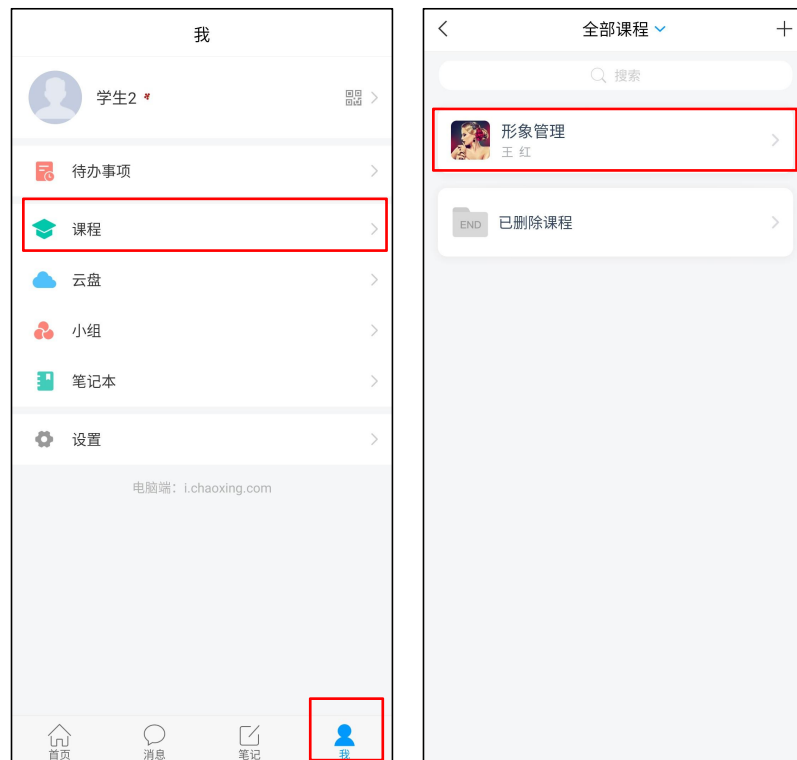 我
学生2
待办事项
课程
云盘
小组
笔记本
设置
电脑端：i.chaoxing.com
首页
消息
笔记
我
全部课程
搜索
形象管理
王 红
END
已删除课程